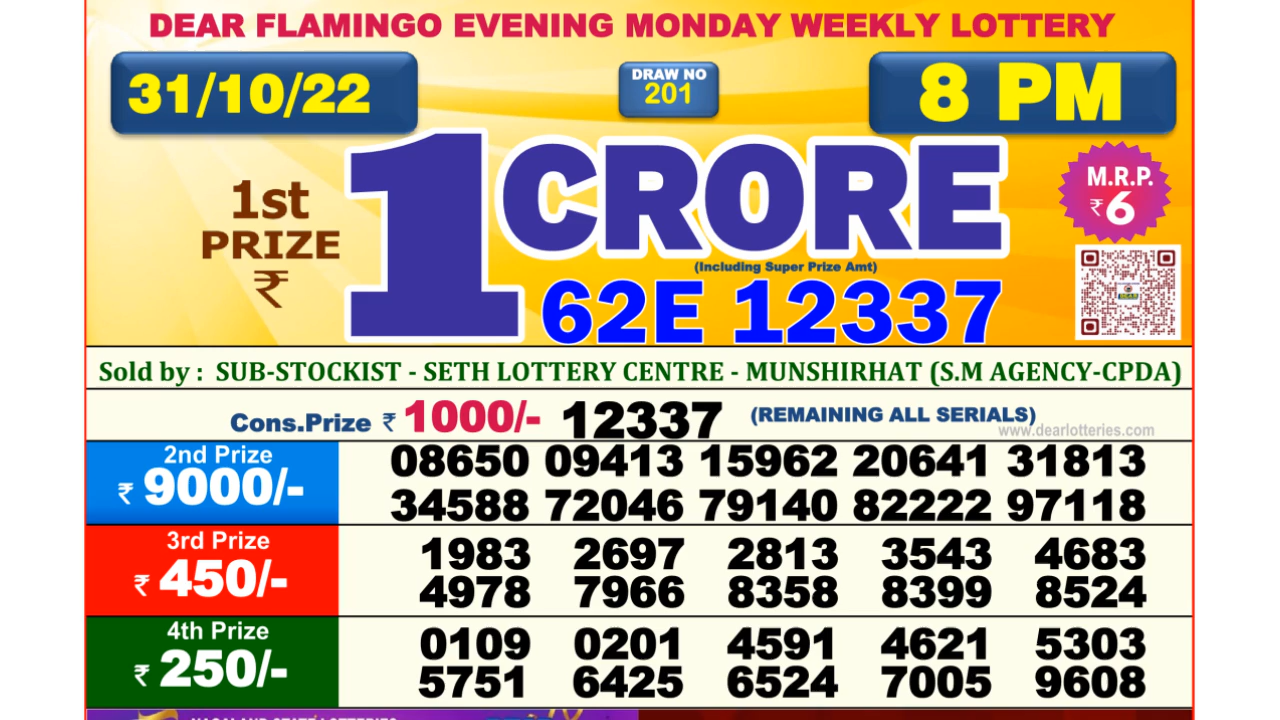 DEAR FLAMINGO EVENING MONDAY WEEKLY LOTTERY
31/10/22
DRAW NO
201
8 PM
1st
PRIZE
₹
1 CRORE
(Including Super Prize Amt)
62E 12337
M.R.P.
₹6
Sold by : SUB-STOCKIST - SETH LOTTERY CENTRE - MUNSHIRHAT (S.M AGENCY-CPDA)
Cons.Prize ₹ 1000/- 12337 (REMAINING ALL SERIALS)
www.dearlotteries.com
2nd Prize
₹ 9000/-
08650 09413 15962 20641 31813
34588 72046 79140 82222 97118
3rd Prize
₹ 450/-
1983 2697 2813 3543 4683
4978 7966 8358 8399 8524
4th Prize
₹ 250/-
0109 0201 4591 4621 5303
5751 6425 6524 7005 9608
NAGALAND STATE LOTTERIES